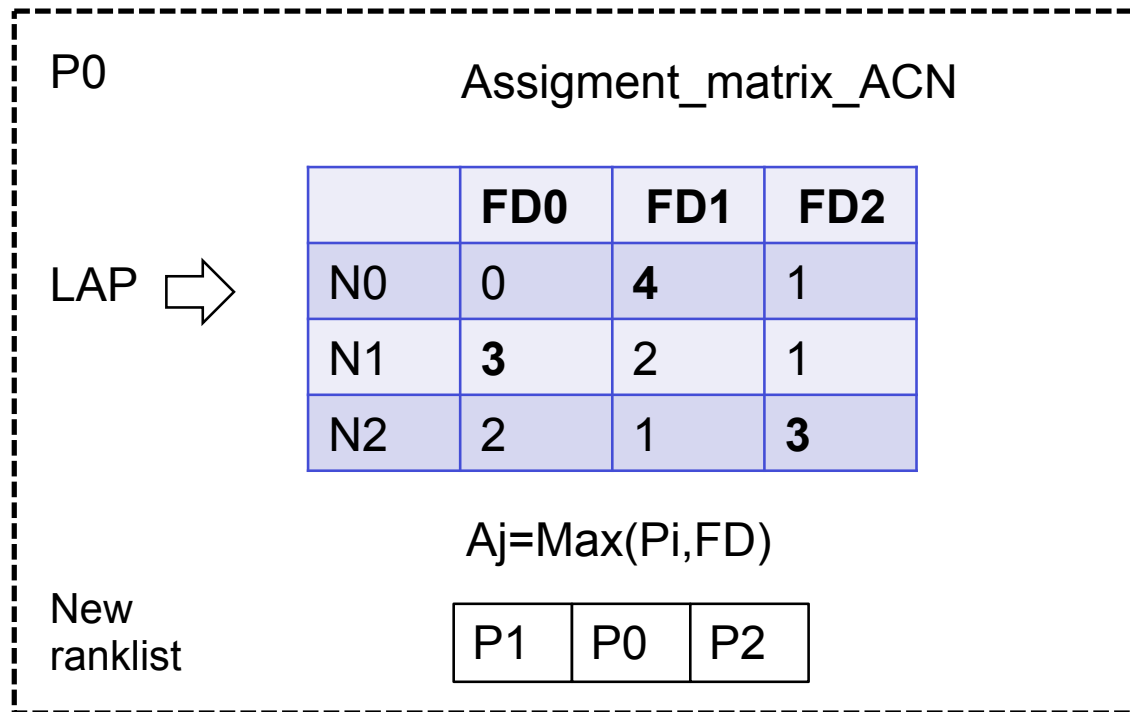 P0
Assigment_matrix_ACN
FD0 FD1 FD2
LAP
N0 0 4 1
N1 3 2 1
N2 2 1 3
Aj=Max(Pi,FD)
New
ranklist
P1 P0 P2